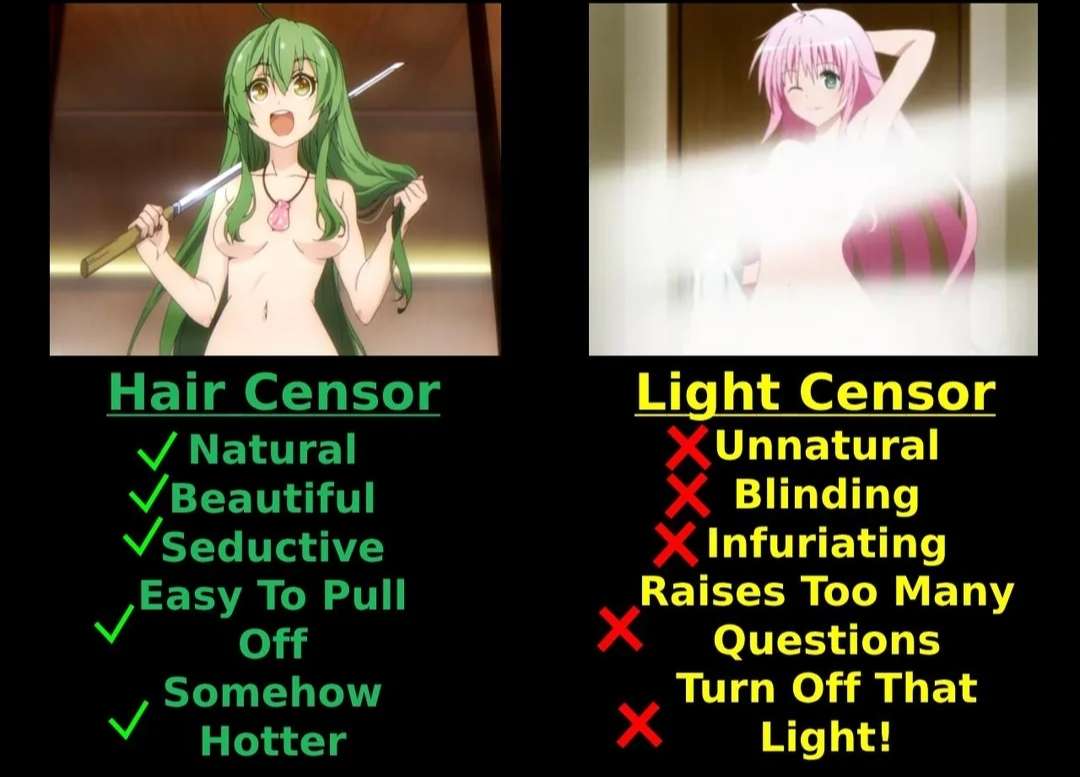 Hair Censor
Natural
Beautiful
Seductive
Easy To Pull
Off
Somehow
Hotter
Light Censor
Unnatural
Blinding
Infuriating
Raises Too Many
Questions
Turn Off That
Light!